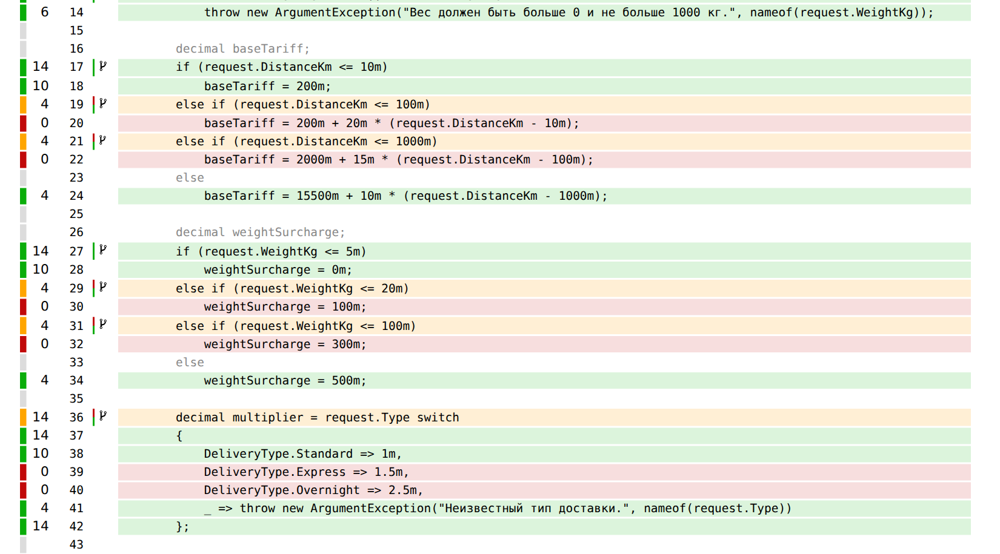 6 14 throw new ArgumentException("Вес должен быть больше 0 и не больше 1000 кг.", nameof(request.WeightKg));
15
16 decimal baseTariff;
14 17 if (request.DistanceKm <= 10m)
10 18 baseTariff = 200m;
4 19 else if (request.DistanceKm <= 100m)
0 20 baseTariff = 200m + 20m * (request.DistanceKm - 10m);
4 21 else if (request.DistanceKm <= 1000m)
0 22 baseTariff = 2000m + 15m * (request.DistanceKm - 100m);
23 else
4 24 baseTariff = 15500m + 10m * (request.DistanceKm - 1000m);
25
26 decimal weightSurcharge;
14 27 if (request.WeightKg <= 5m)
10 28 weightSurcharge = 0m;
4 29 else if (request.WeightKg <= 20m)
0 30 weightSurcharge = 100m;
4 31 else if (request.WeightKg <= 100m)
0 32 weightSurcharge = 300m;
33 else
4 34 weightSurcharge = 500m;
35
14 36 decimal multiplier = request.Type switch
14 37 {
10 38 DeliveryType.Standard => 1m,
0 39 DeliveryType.Express => 1.5m,
0 40 DeliveryType.Overnight => 2.5m,
4 41 _ => throw new ArgumentException("Неизвестный тип доставки.", nameof(request.Type))
14 42 };
43